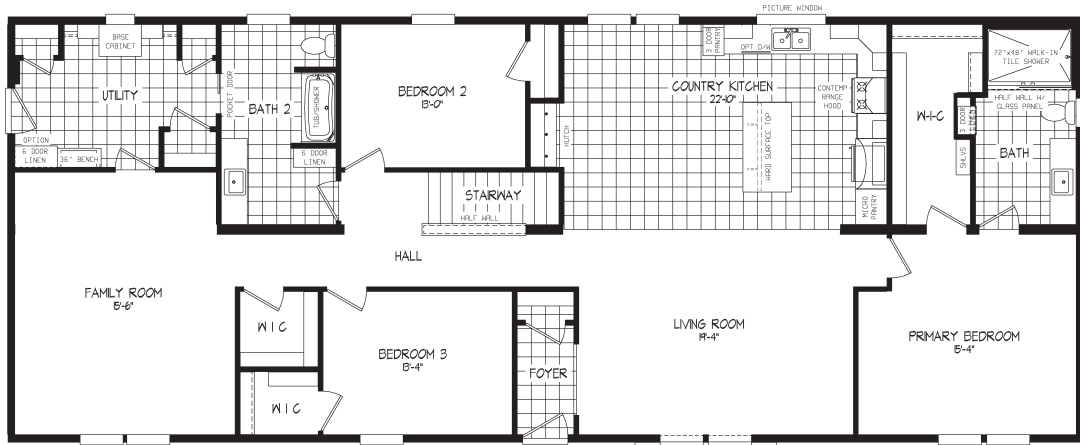 PICTURE WINDOW
BASE
CABINET
UTILITY
POCKET DOOR
BATH 2
TUB/SHOWER
BEDROOM 2
13'-0"
HUTCH
3 DOOR
PANTRY
OPT D/W
COUNTRY KITCHEN
22'-10"
CONTEMP
RANGE
HOOD
HARD SURFACE TOP
MICRO
PANTRY
W-I-C
72"x48" WALK-IN
TILE SHOWER
HALF WALL W/
GLASS PANEL
3 DOOR
LINEN
SHLVS
BATH
OPTION
6 DOOR
LINEN
36" BENCH
6 DOOR
LINEN
STAIRWAY
HALF WALL
HALL
FAMILY ROOM
15'-6"
W I C
W I C
BEDROOM 3
13'-4"
FOYER
LIVING ROOM
19'-4"
PRIMARY BEDROOM
15'-4"